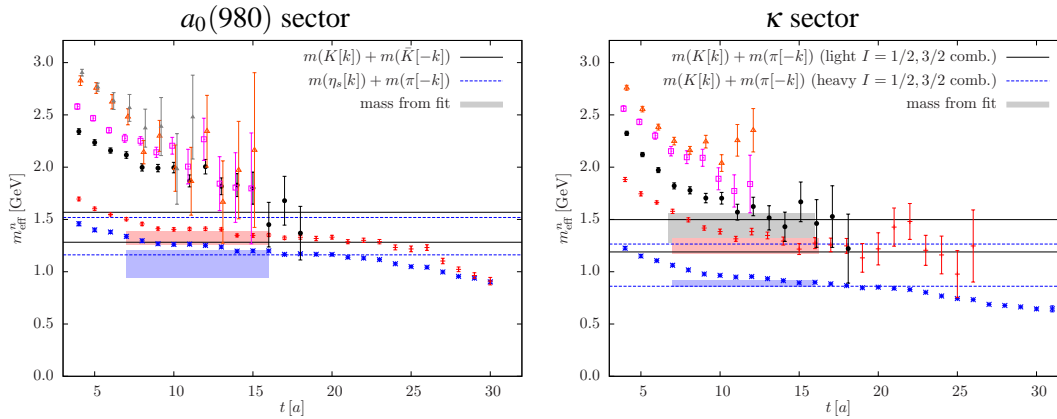 a₀(980) sector
m(K[k]) + m(K̄[−k])
m(ηₛ[k]) + m(π[−k])
mass from fit
mⁿ_eff [GeV]
3.0
2.5
2.0
1.5
1.0
0.5
0.0
5 10 15 20 25 30
t [a]
κ sector
m(K[k]) + m(π[−k]) (light I = 1/2, 3/2 comb.)
m(K[k]) + m(π[−k]) (heavy I = 1/2, 3/2 comb.)
mass from fit
mⁿ_eff [GeV]
3.0
2.5
2.0
1.5
1.0
0.5
0.0
5 10 15 20 25 30
t [a]